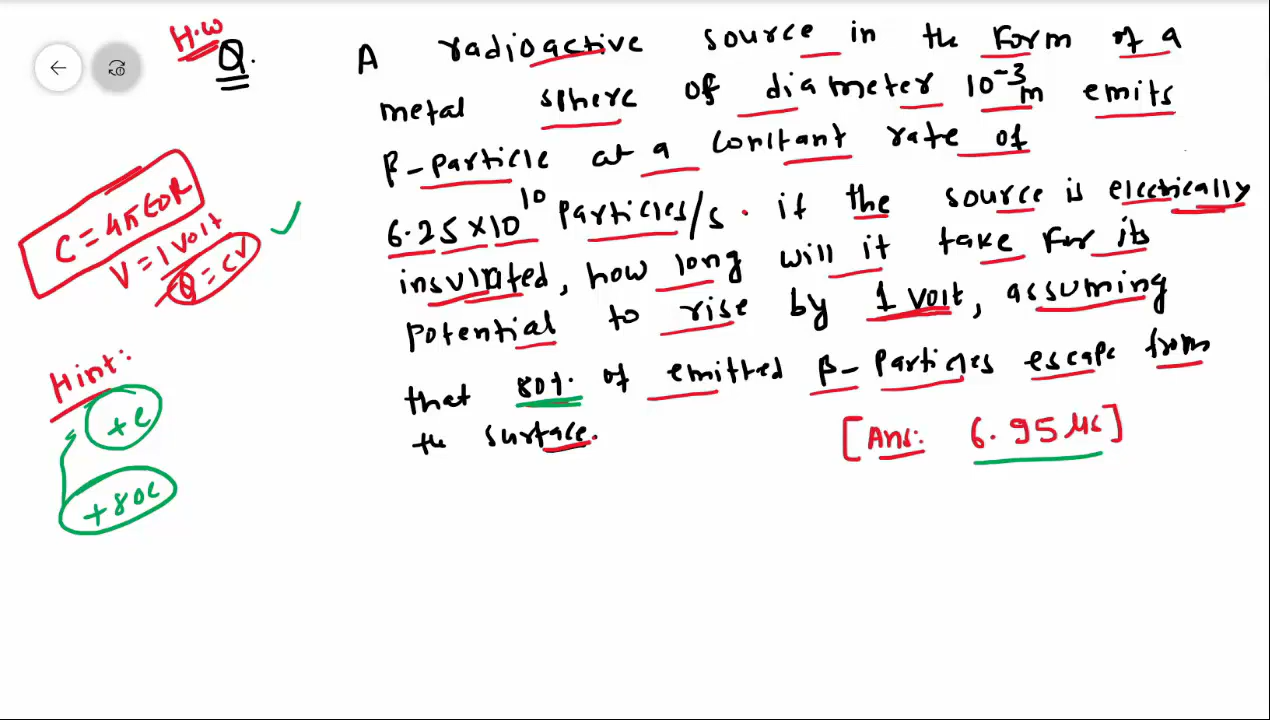 H.W
Q.
A radioactive source in the form of a
metal sphere of diameter 10⁻³m emits
β-particle at a constant rate of
6.25×10¹⁰ particles/s. if the source is electrically
insulated, how long will it take for its
potential to rise by 1 volt, assuming
that 80% of emitted β-particles escape from
the surface.
[Ans: 6.95 μs]
C = 4π∈0R
V = 1 volt
Q = CV
Hint:
+e
+80e